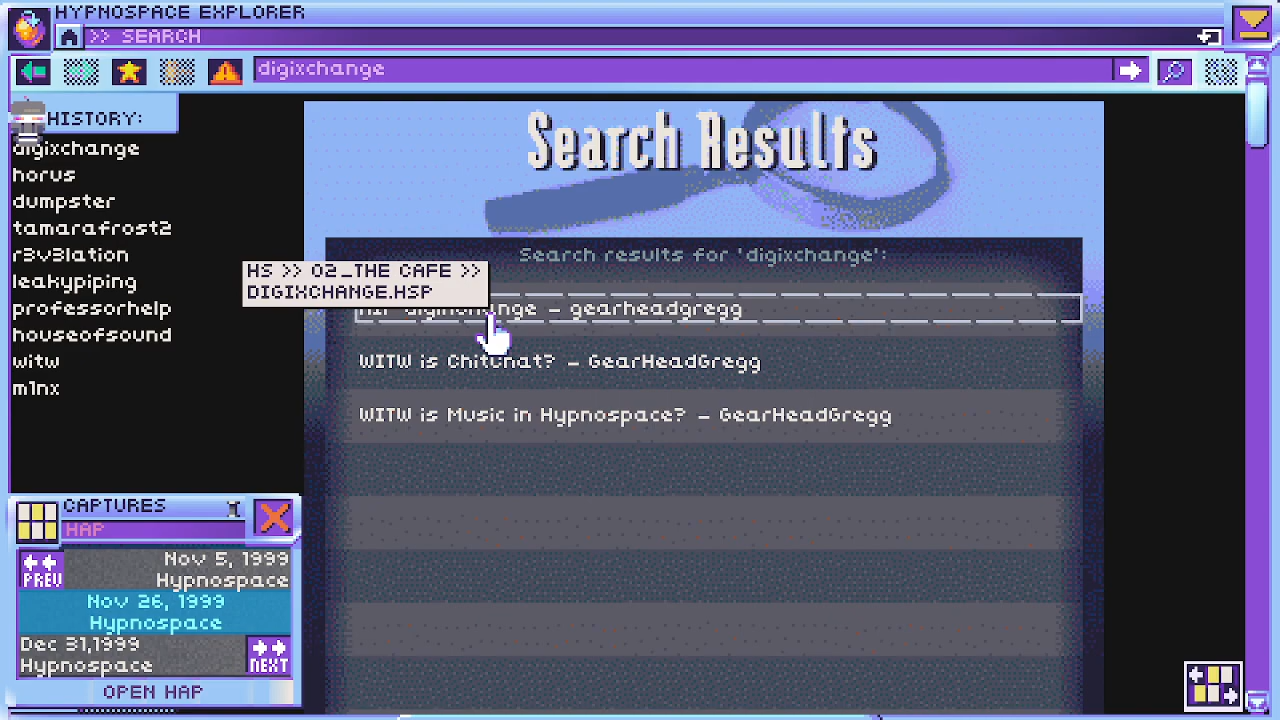 HYPNOSPACE EXPLORER
>> SEARCH
digixchange
HISTORY:
digixchange
horus
dumpster
tamarafrost2
r3v3lation
leakypiping
professorhelp
houseofsound
witw
m1nx
Search Results
Search results for 'digixchange':
HS >> 02_THE CAFE >>
DIGIXCHANGE.HSP
- gearheadgregg
WITW is ChitChat? - GearHeadGregg
WITW is Music in Hypnospace? - GearHeadGregg
CAPTURES
HAP
PREV
Nov 5, 1999
Hypnospace
Nov 26, 1999
Hypnospace
Dec 31,1999
Hypnospace
NEXT
OPEN HAP